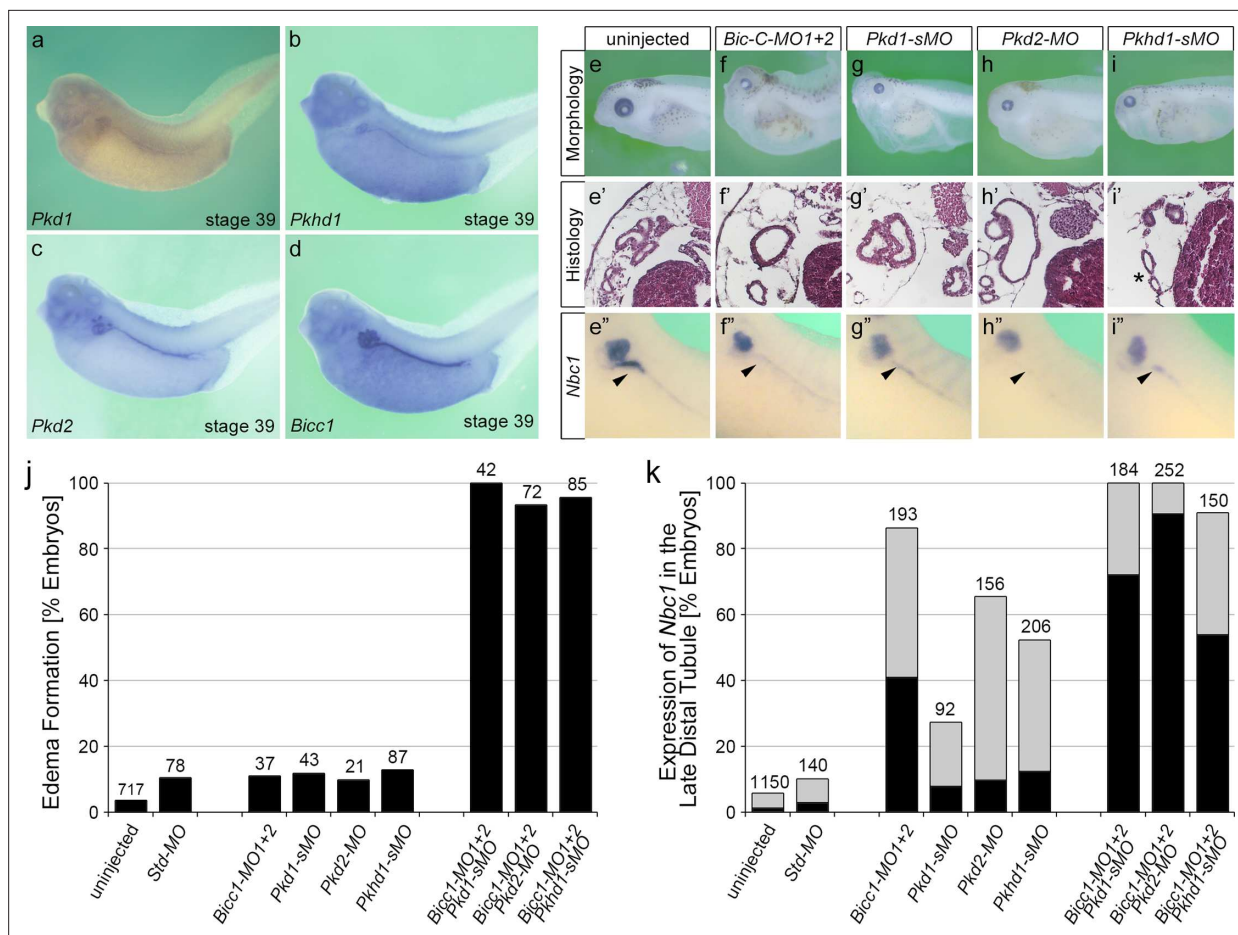 a
Pkd1
stage 39
b
Pkhd1
stage 39
c
Pkd2
stage 39
d
Bicc1
stage 39
uninjected
Bic-C-MO1+2
Pkd1-sMO
Pkd2-MO
Pkhd1-sMO
Morphology
e
f
g
h
i
Histology
e'
f'
g'
h'
i'
*
Nbc1
e”
f”
g”
h”
i”
j
Edema Formation [% Embryos]
100
80
60
40
20
0
717
78
37
43
21
87
42
72
85
uninjected
Std-MO
Bicc1-MO1+2
Pkd1-sMO
Pkd2-MO
Pkhd1-sMO
Bicc1-MO1+2
Pkd1-sMO
Bicc1-MO1+2
Pkd2-MO
Bicc1-MO1+2
Pkhd1-sMO
k
Expression of Nbc1 in the
Late Distal Tubule [% Embryos]
100
80
60
40
20
0
1150
140
193
92
156
206
184
252
150
uninjected
Std-MO
Bicc1-MO1+2
Pkd1-sMO
Pkd2-MO
Pkhd1-sMO
Bicc1-MO1+2
Pkd1-sMO
Bicc1-MO1+2
Pkd2-MO
Bicc1-MO1+2
Pkhd1-sMO